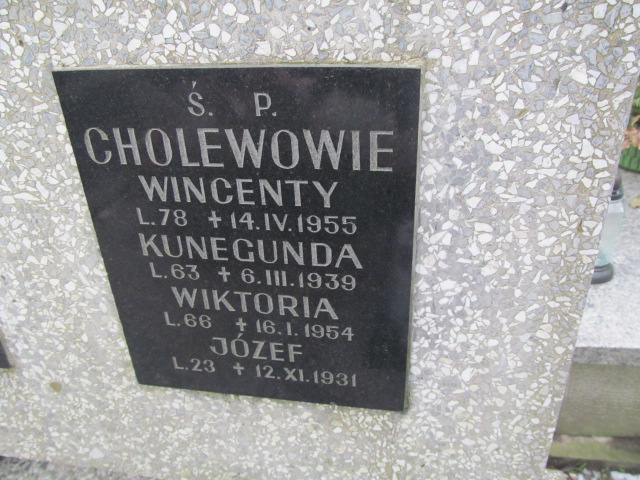 Ś. P.
CHOLEWOWIE
WINCENTY
L.78 + 14.IV.1955
KUNEGUNDA
L.63 + 6.III.1939
WIKTORIA
L.66 + 16.I.1954
JÓZEF
L.23 + 12.XI.1931